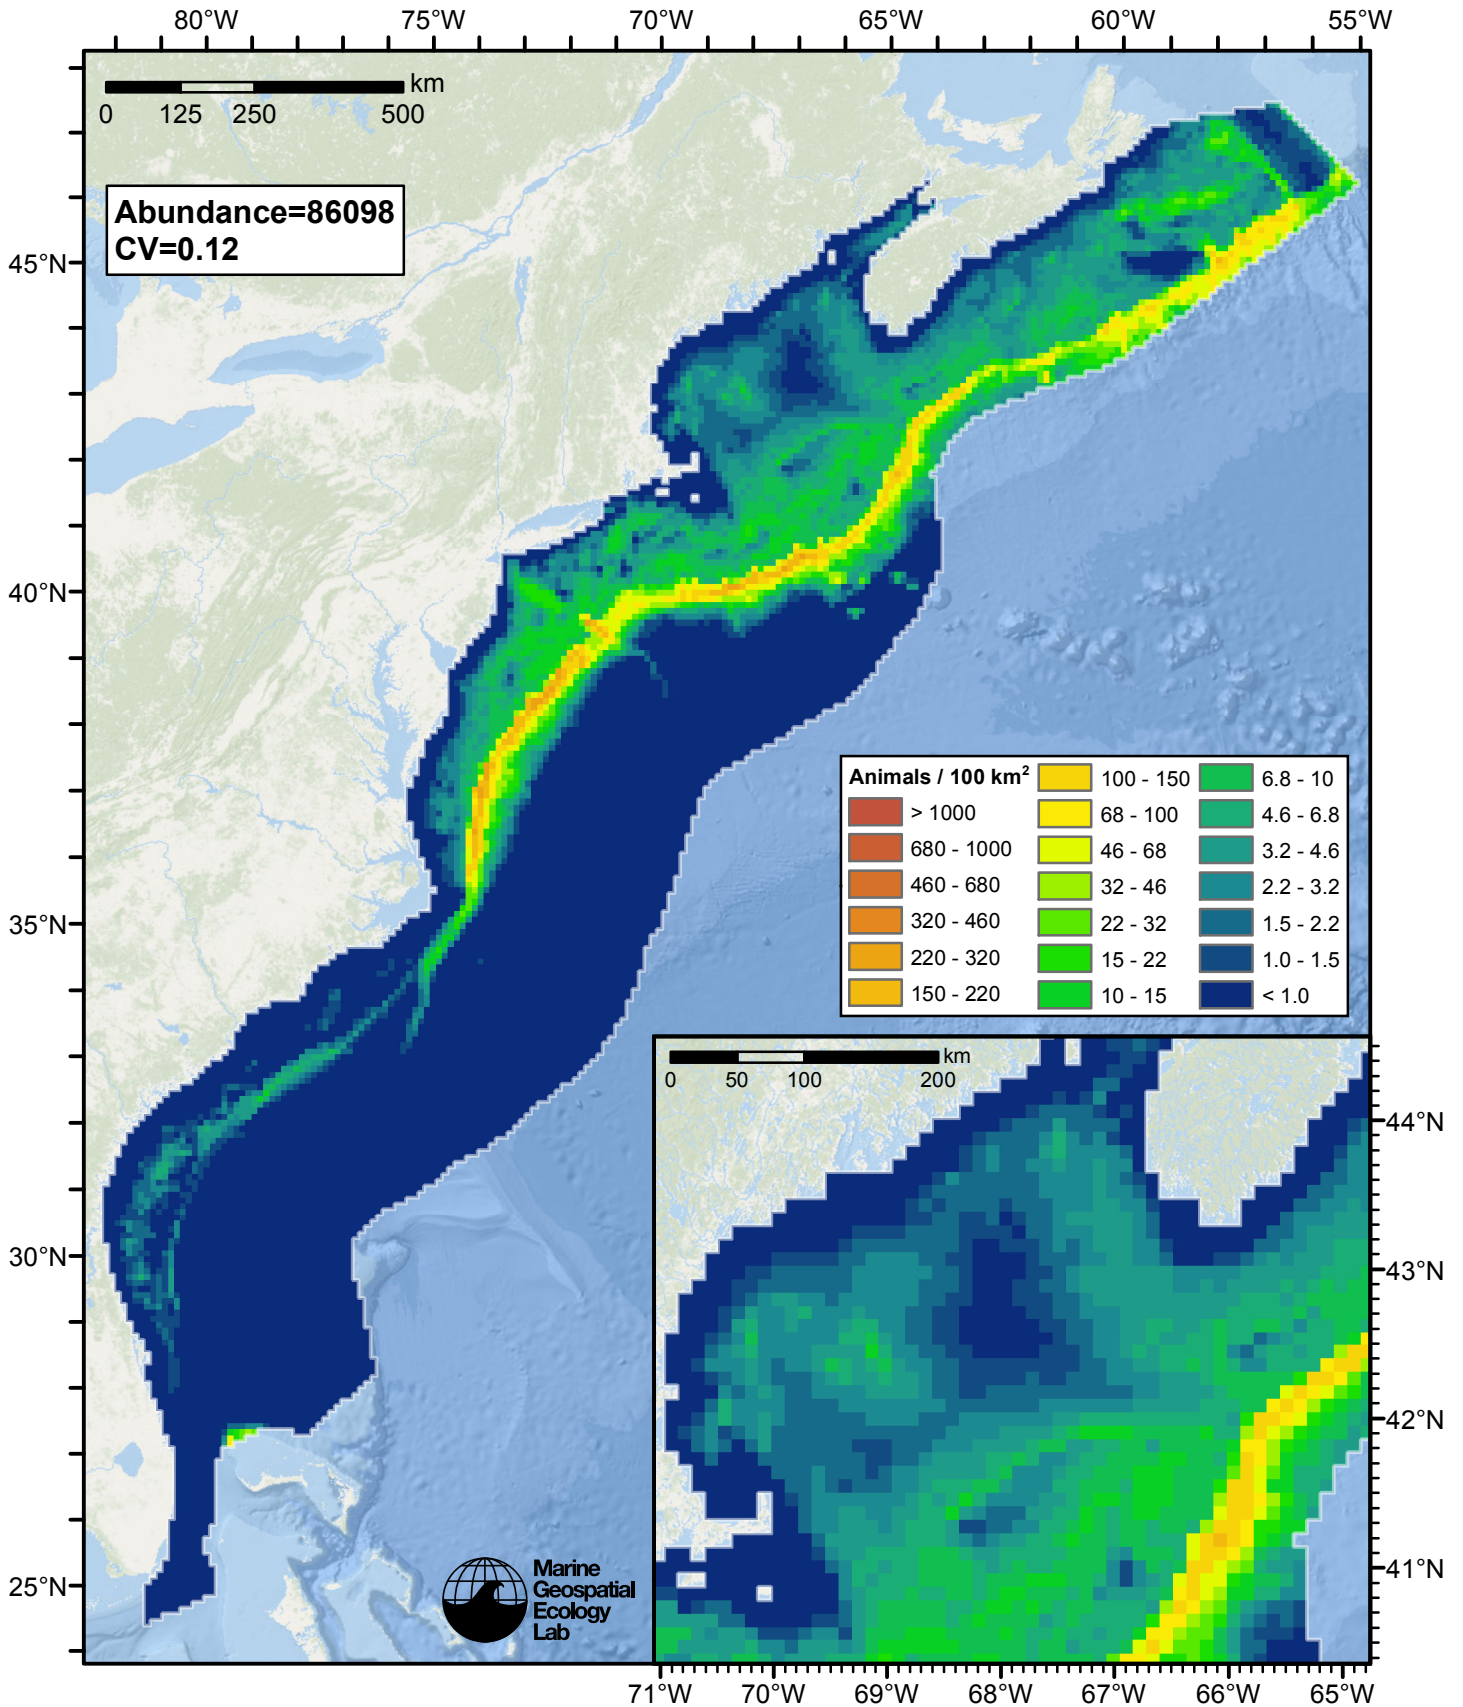 80°W 75°W 70°W 65°W 60°W 55°W
km
0 125 250 500
Abundance=86098
CV=0.12
45°N
40°N
35°N
30°N
25°N
Animals / 100 km²
> 1000
680 - 1000
460 - 680
320 - 460
220 - 320
150 - 220
100 - 150
68 - 100
46 - 68
32 - 46
22 - 32
15 - 22
10 - 15
6.8 - 10
4.6 - 6.8
3.2 - 4.6
2.2 - 3.2
1.5 - 2.2
1.0 - 1.5
< 1.0
km
0 50 100 200
44°N
43°N
42°N
41°N
Marine
Geospatial
Ecology
Lab
71°W 70°W 69°W 68°W 67°W 66°W 65°W